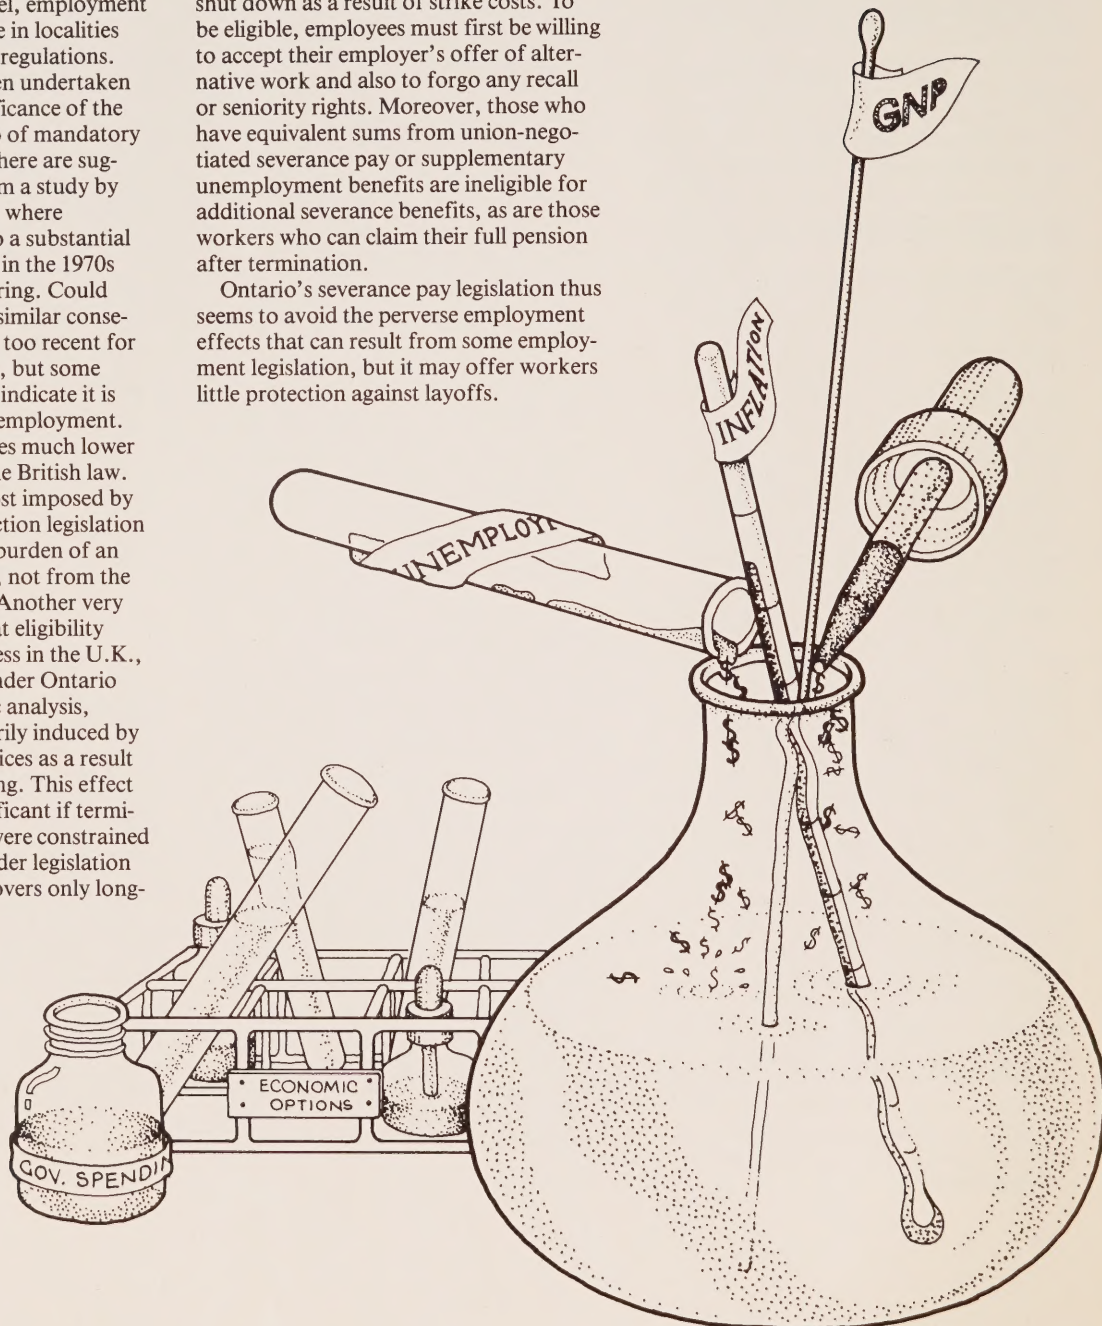 el, employment
e in localities
regulations.
en undertaken
ficance of the
of mandatory
here are sug-
m a study by
where
o a substantial
in the 1970s
ring. Could
similar conse-
too recent for
, but some
indicate it is
employment.
es much lower
e British law.
st imposed by
ction legislation
burden of an
, not from the
Another very
at eligibility
ess in the U.K.,
nder Ontario
analysis,
rily induced by
ices as a result
ng. This effect
ficant if termi-
were constrained
der legislation
overs only long-
shut down as a result of strike costs. To
be eligible, employees must first be willing
to accept their employer's offer of alter-
native work and also to forgo any recall
or seniority rights. Moreover, those who
have equivalent sums from union-nego-
tiated severance pay or supplementary
unemployment benefits are ineligible for
additional severance benefits, as are those
workers who can claim their full pension
after termination.
Ontario's severance pay legislation thus
seems to avoid the perverse employment
effects that can result from some employ-
ment legislation, but it may offer workers
little protection against layoffs.
GNP
INFLATION
UNEMPLOY
ECONOMIC
OPTIONS
GOV. SPENDIN